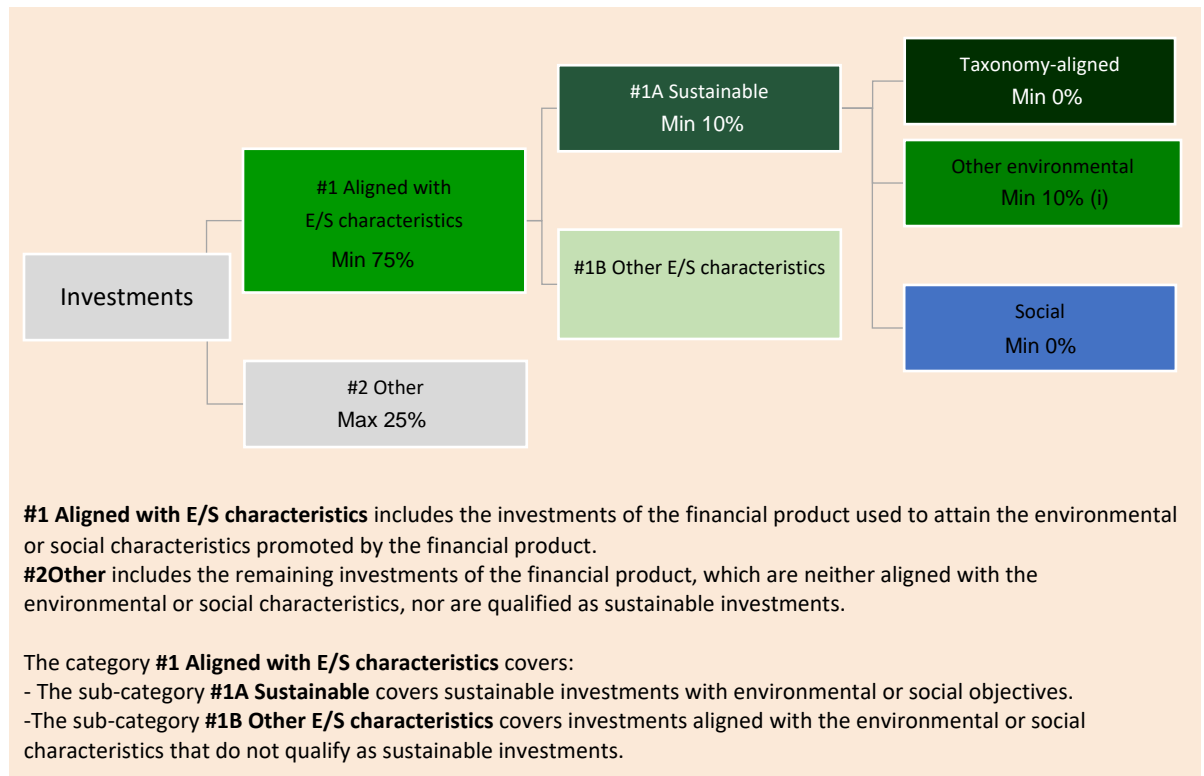 Investments
#1 Aligned with
E/S characteristics
Min 75%
#2 Other
Max 25%
#1A Sustainable
Min 10%
#1B Other E/S characteristics
Taxonomy-aligned
Min 0%
Other environmental
Min 10% (i)
Social
Min 0%
#1 Aligned with E/S characteristics includes the investments of the financial product used to attain the environmental
or social characteristics promoted by the financial product.
#2Other includes the remaining investments of the financial product, which are neither aligned with the
environmental or social characteristics, nor are qualified as sustainable investments.
The category #1 Aligned with E/S characteristics covers:
- The sub-category #1A Sustainable covers sustainable investments with environmental or social objectives.
-The sub-category #1B Other E/S characteristics covers investments aligned with the environmental or social
characteristics that do not qualify as sustainable investments.